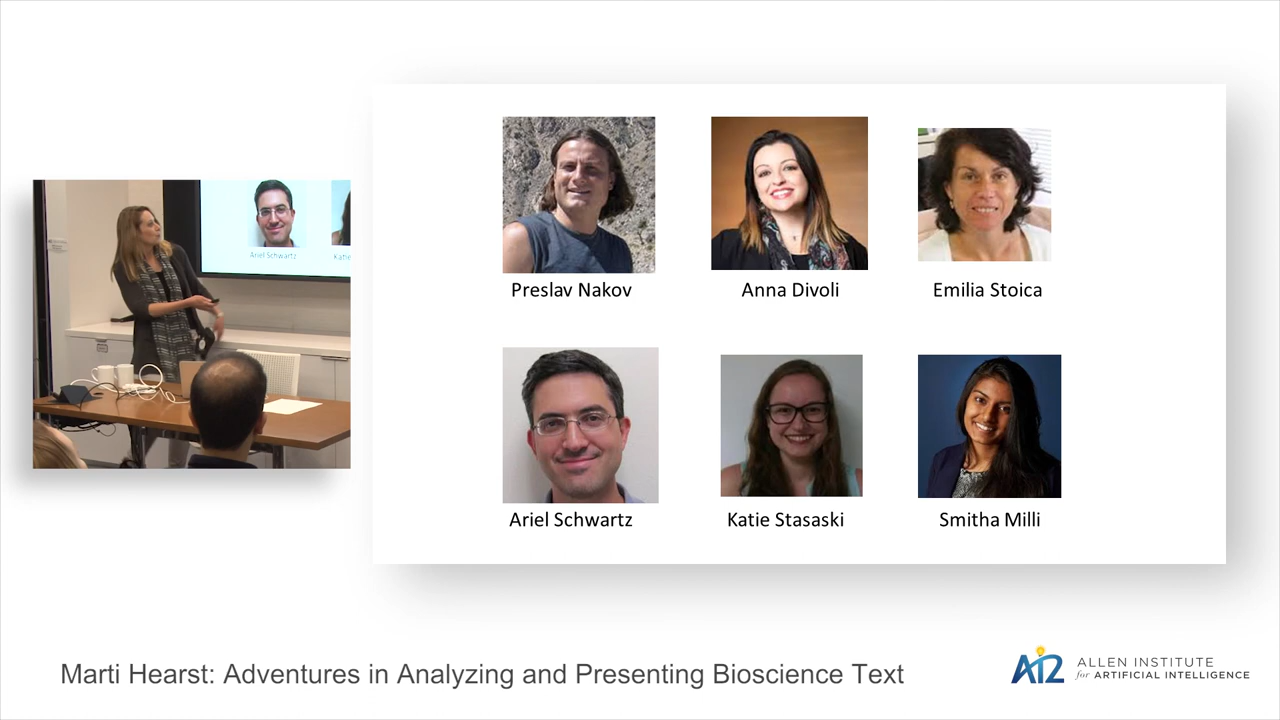 Ariel Schwartz
Katie
Preslav Nakov
Anna Divoli
Emilia Stoica
Ariel Schwartz
Katie Stasaski
Smitha Milli
Marti Hearst: Adventures in Analyzing and Presenting Bioscience Text
AI2
ALLEN INSTITUTE
for ARTIFICIAL INTELLIGENCE